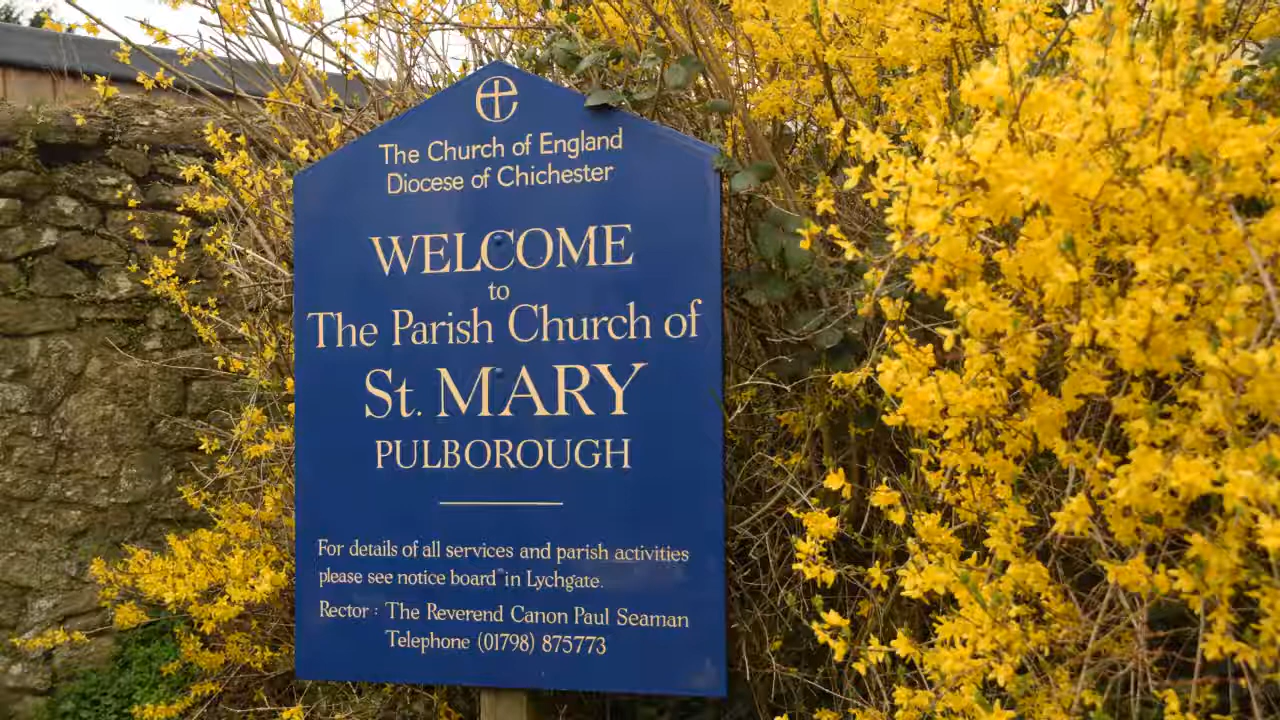 The Church of England
Diocese of Chichester
WELCOME
to
The Parish Church of
St. MARY
PULBOROUGH
For details of all services and parish activities
please see notice board in Lychgate.
Rector : The Reverend Canon Paul Seaman
Telephone (01798) 875773